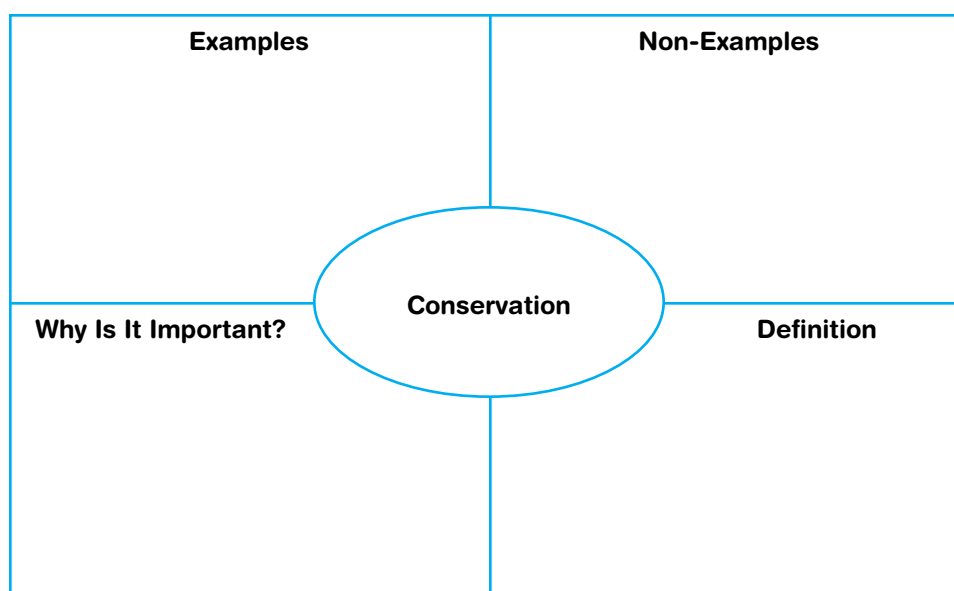 Examples
Non-Examples
Conservation
Why Is It Important?
Definition